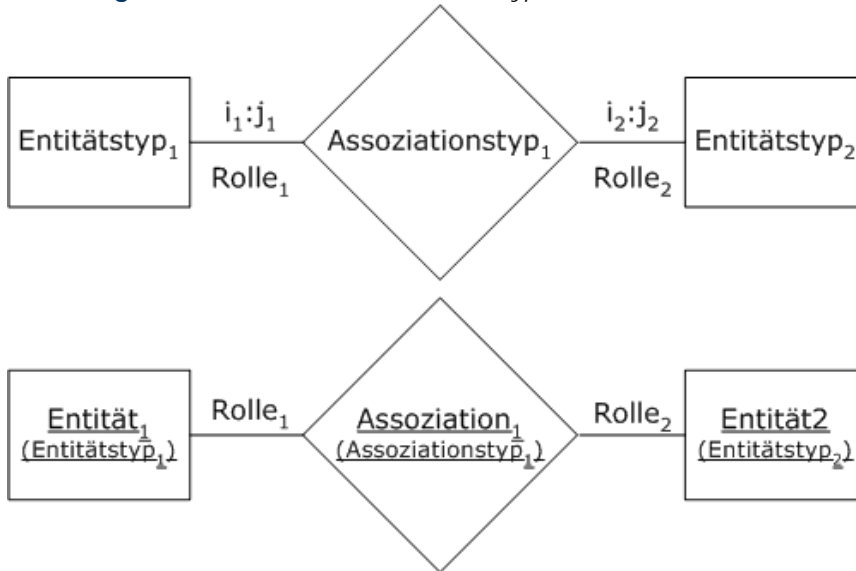 i₁:j₁
i₂:j₂
Entitätstyp₁
Assoziationstyp₁
Entitätstyp₂
Rolle₁
Rolle₂
Rolle₁
Rolle₂
Entität₁
(Entitätstyp₁)
Assoziation₁
(Assoziationstyp₁)
Entität2
(Entitätstyp₂)